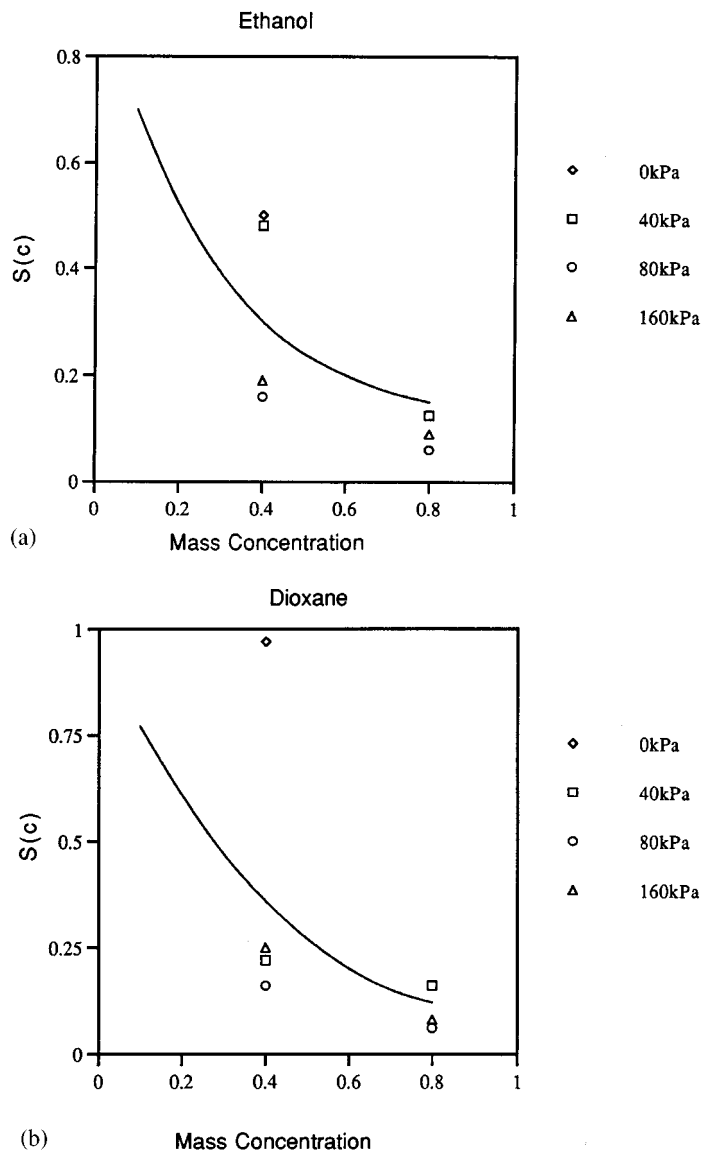 Ethanol
0.8
0.6
0.4
0.2
0
S(c)
0
0.2
0.4
0.6
0.8
1
Mass Concentration
0kPa
40kPa
80kPa
160kPa
(a)
Dioxane
1
0.75
0.5
0.25
0
S(c)
0
0.2
0.4
0.6
0.8
1
Mass Concentration
0kPa
40kPa
80kPa
160kPa
(b)